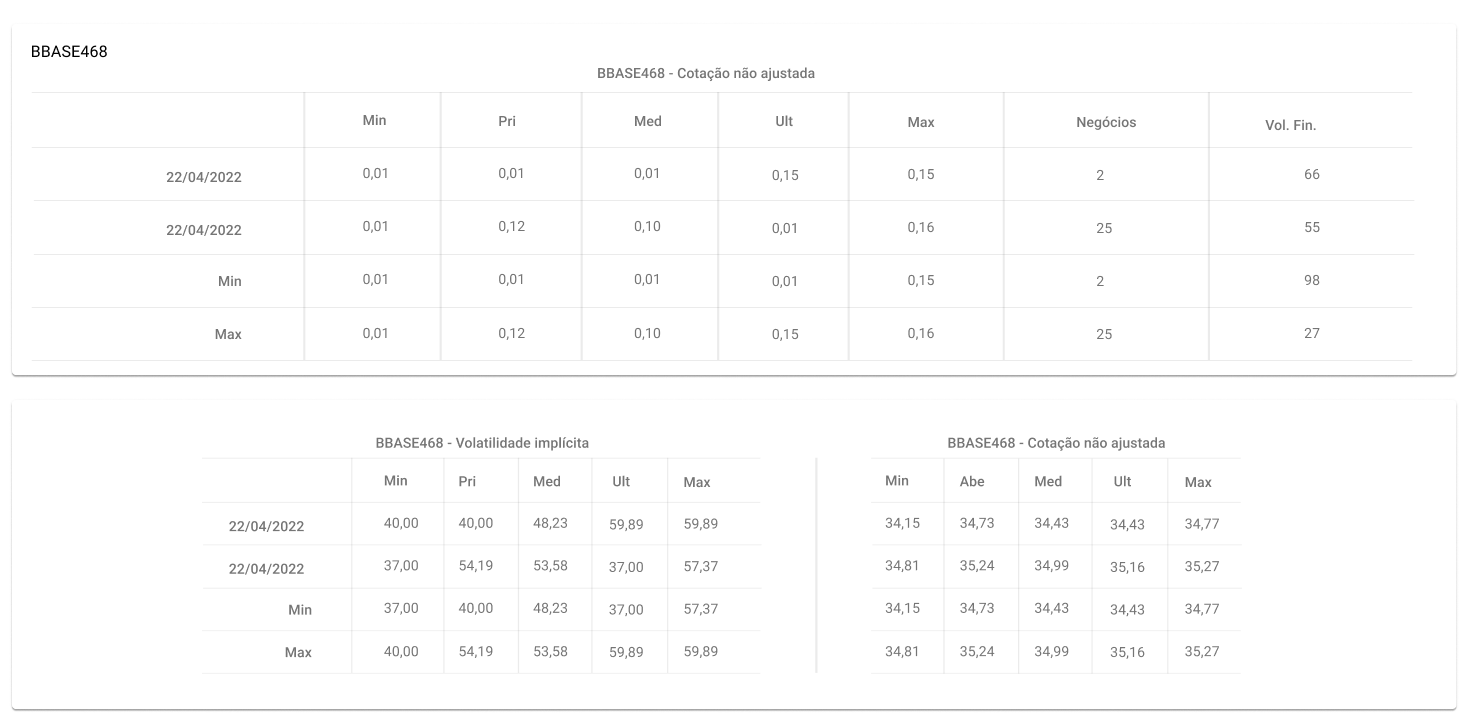 BBASE468
BBASE468 - Cotação não ajustada
Min Pri Med Ult Max Negócios Vol. Fin.
22/04/2022 0,01 0,01 0,01 0,15 0,15 2 66
22/04/2022 0,01 0,12 0,10 0,01 0,16 25 55
Min 0,01 0,01 0,01 0,01 0,15 2 98
Max 0,01 0,12 0,10 0,15 0,16 25 27
BBASE468 - Volatilidade implícita
Min Pri Med Ult Max
22/04/2022 40,00 40,00 48,23 59,89 59,89
22/04/2022 37,00 54,19 53,58 37,00 57,37
Min 37,00 40,00 48,23 37,00 57,37
Max 40,00 54,19 53,58 59,89 59,89
BBASE468 - Cotação não ajustada
Min Abe Med Ult Max
34,15 34,73 34,43 34,43 34,77
34,81 35,24 34,99 35,16 35,27
34,15 34,73 34,43 34,43 34,77
34,81 35,24 34,99 35,16 35,27